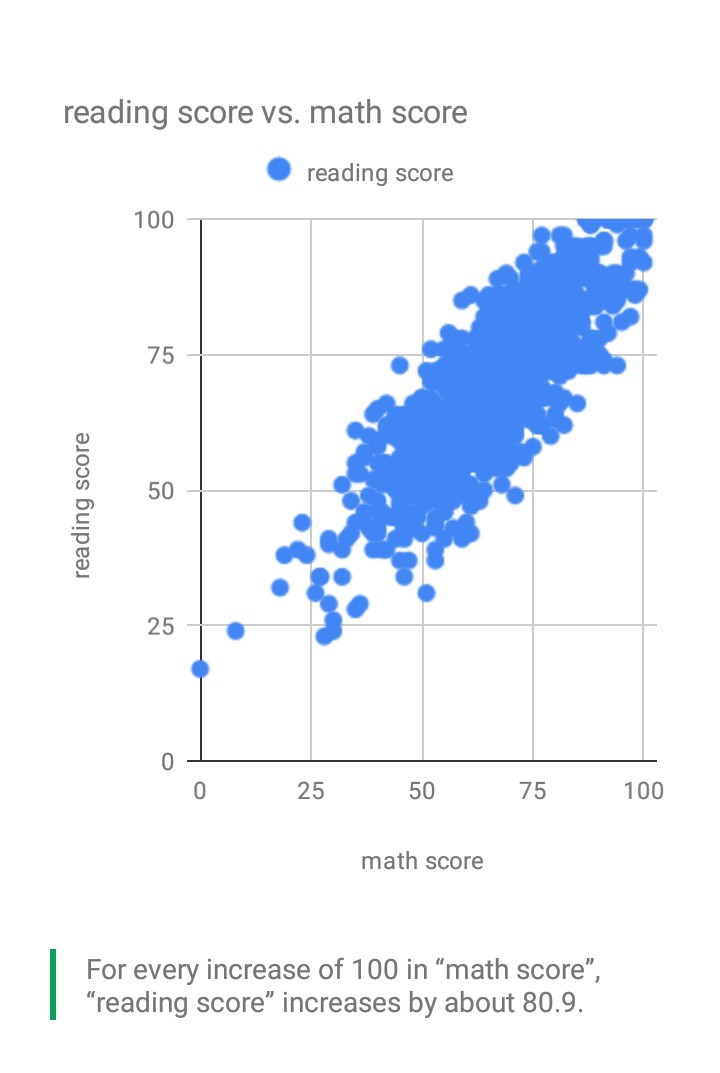 reading score vs. math score
reading score
100
75
50
25
0
reading score
0 25 50 75 100
math score
For every increase of 100 in “math score”,
“reading score” increases by about 80.9.